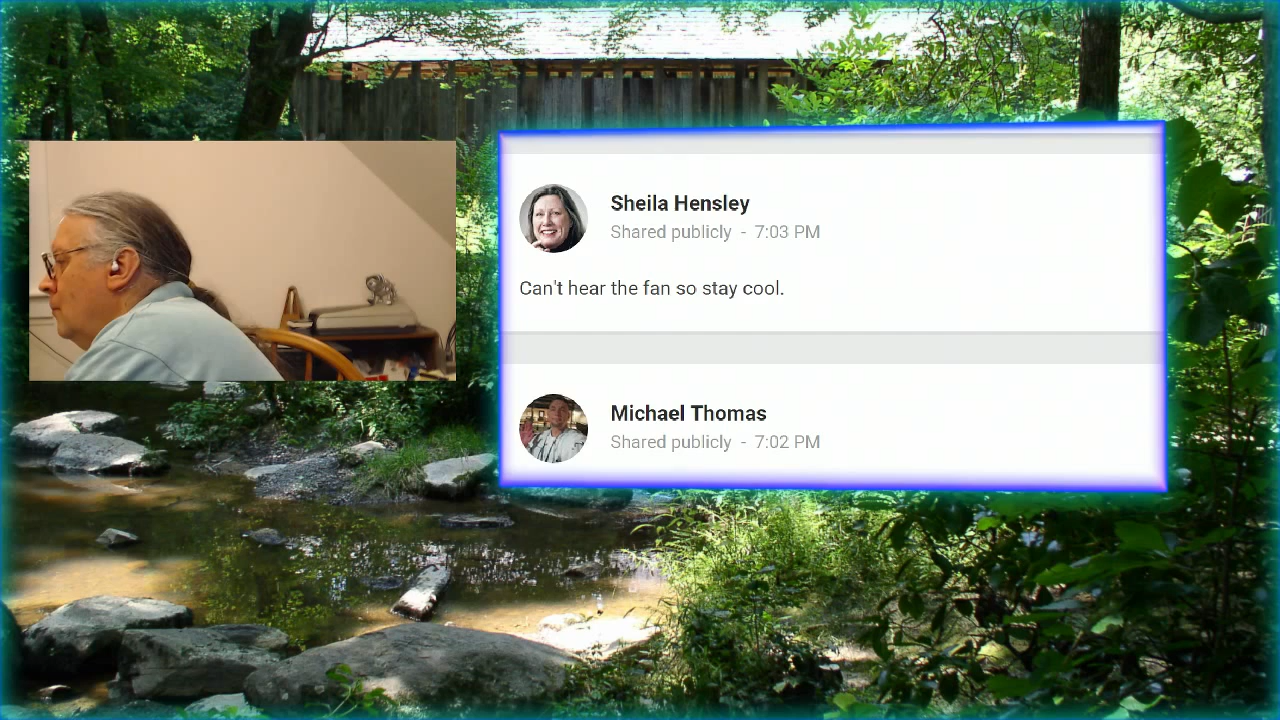 Sheila Hensley
Shared publicly - 7:03 PM
Can't hear the fan so stay cool.
Michael Thomas
Shared publicly - 7:02 PM